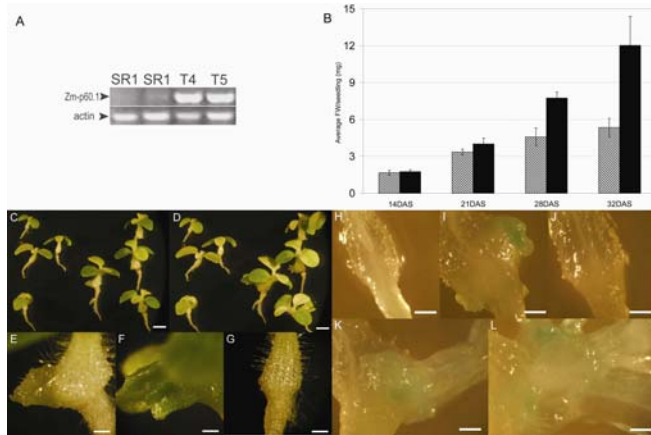 A
SR1 SR1 T4 T5
Zm-p60.1
actin
B
Average FW/seedling (mg)
15
12
9
6
3
0
14DAS 21DAS 28DAS 32DAS
C D H I J
E F G K L